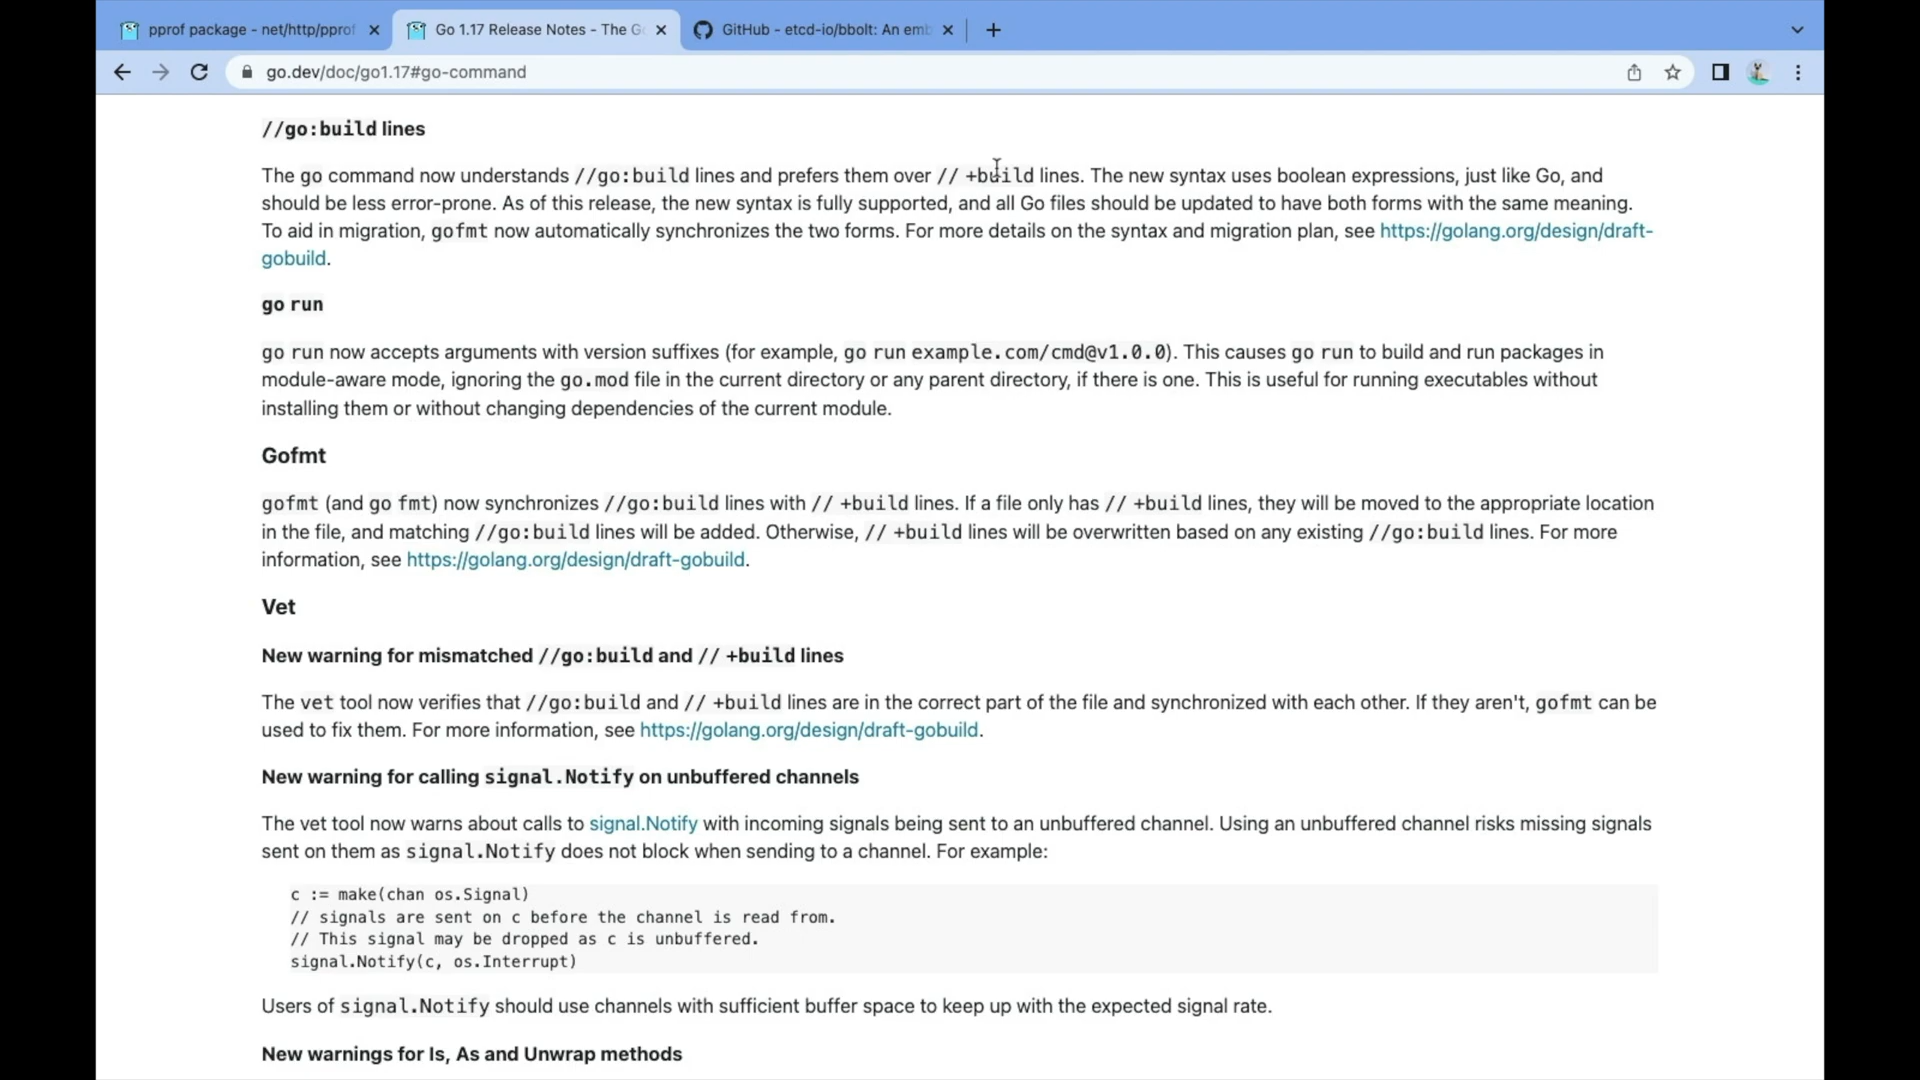 pprof package - net/http/pprof
Go 1.17 Release Notes - The G
GitHub - etcd-io/bbolt: An emb
go.dev/doc/go1.17#go-command
//go:build lines
The go command now understands //go:build lines and prefers them over // +build lines. The new syntax uses boolean expressions, just like Go, and
should be less error-prone. As of this release, the new syntax is fully supported, and all Go files should be updated to have both forms with the same meaning.
To aid in migration, gofmt now automatically synchronizes the two forms. For more details on the syntax and migration plan, see https://golang.org/design/draft-
gobuild.
go run
go run now accepts arguments with version suffixes (for example, go run example.com/cmd@v1.0.0). This causes go run to build and run packages in
module-aware mode, ignoring the go.mod file in the current directory or any parent directory, if there is one. This is useful for running executables without
installing them or without changing dependencies of the current module.
Gofmt
gofmt (and go fmt) now synchronizes //go:build lines with // +build lines. If a file only has // +build lines, they will be moved to the appropriate location
in the file, and matching //go:build lines will be added. Otherwise, // +build lines will be overwritten based on any existing //go:build lines. For more
information, see https://golang.org/design/draft-gobuild.
Vet
New warning for mismatched //go:build and // +build lines
The vet tool now verifies that //go:build and // +build lines are in the correct part of the file and synchronized with each other. If they aren't, gofmt can be
used to fix them. For more information, see https://golang.org/design/draft-gobuild.
New warning for calling signal.Notify on unbuffered channels
The vet tool now warns about calls to signal.Notify with incoming signals being sent to an unbuffered channel. Using an unbuffered channel risks missing signals
sent on them as signal.Notify does not block when sending to a channel. For example:
c := make(chan os.Signal)
// signals are sent on c before the channel is read from.
// This signal may be dropped as c is unbuffered.
signal.Notify(c, os.Interrupt)
Users of signal.Notify should use channels with sufficient buffer space to keep up with the expected signal rate.
New warnings for Is, As and Unwrap methods